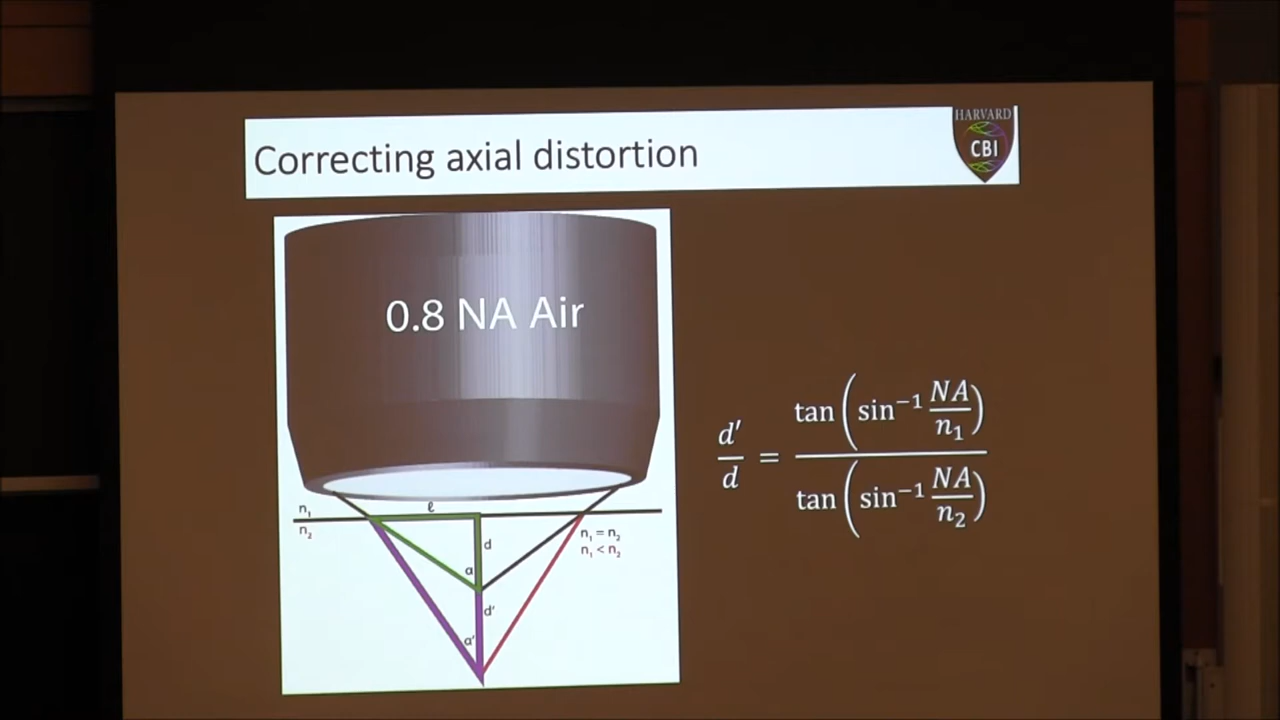 Correcting axial distortion
HARVARD
CBI
0.8 NA Air
n₁
n₂
ℓ
d
α
d'
α'
n₁ = n₂
n₁ < n₂
d'/d = tan(sin⁻¹ NA/n₁) / tan(sin⁻¹ NA/n₂)